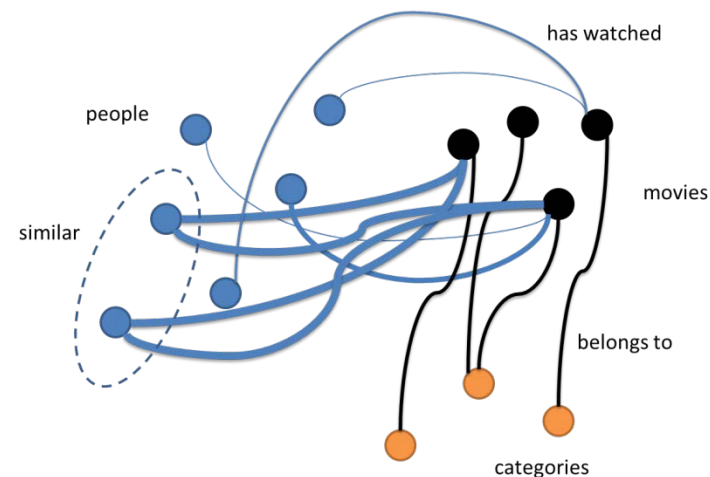 has watched
people
movies
similar
belongs to
categories